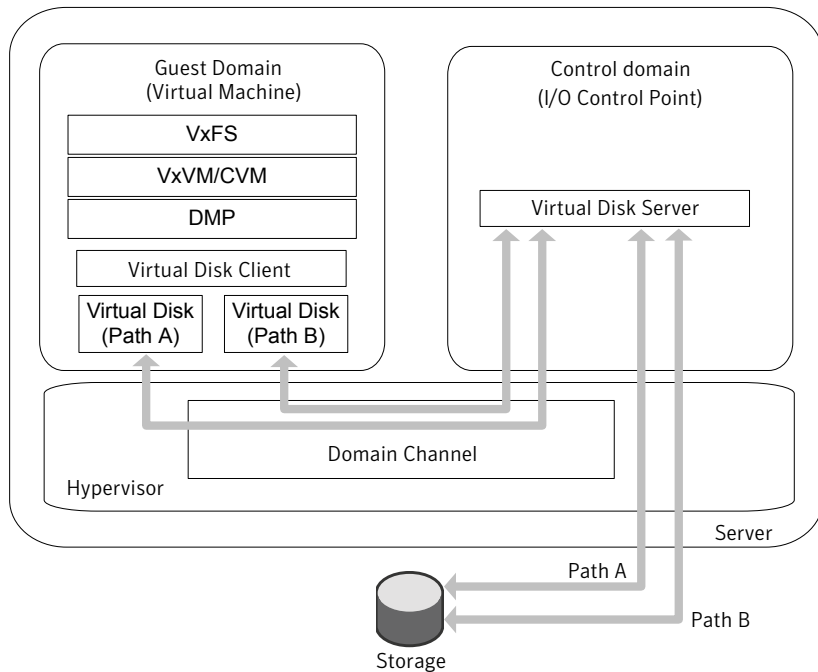 Guest Domain
(Virtual Machine)
VxFS
VxVM/CVM
DMP
Virtual Disk Client
Virtual Disk
(Path A)
Virtual Disk
(Path B)
Control domain
(I/O Control Point)
Virtual Disk Server
Domain Channel
Hypervisor
Server
Path A
Path B
Storage